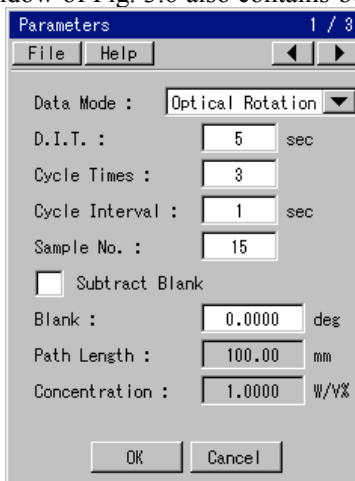 Parameters 1 / 3
File Help
Data Mode : Optical Rotation
D.I.T. : 5 sec
Cycle Times : 3
Cycle Interval : 1 sec
Sample No. : 15
Subtract Blank
Blank : 0.0000 deg
Path Length : 100.00 mm
Concentration : 1.0000 W/V%
OK Cancel